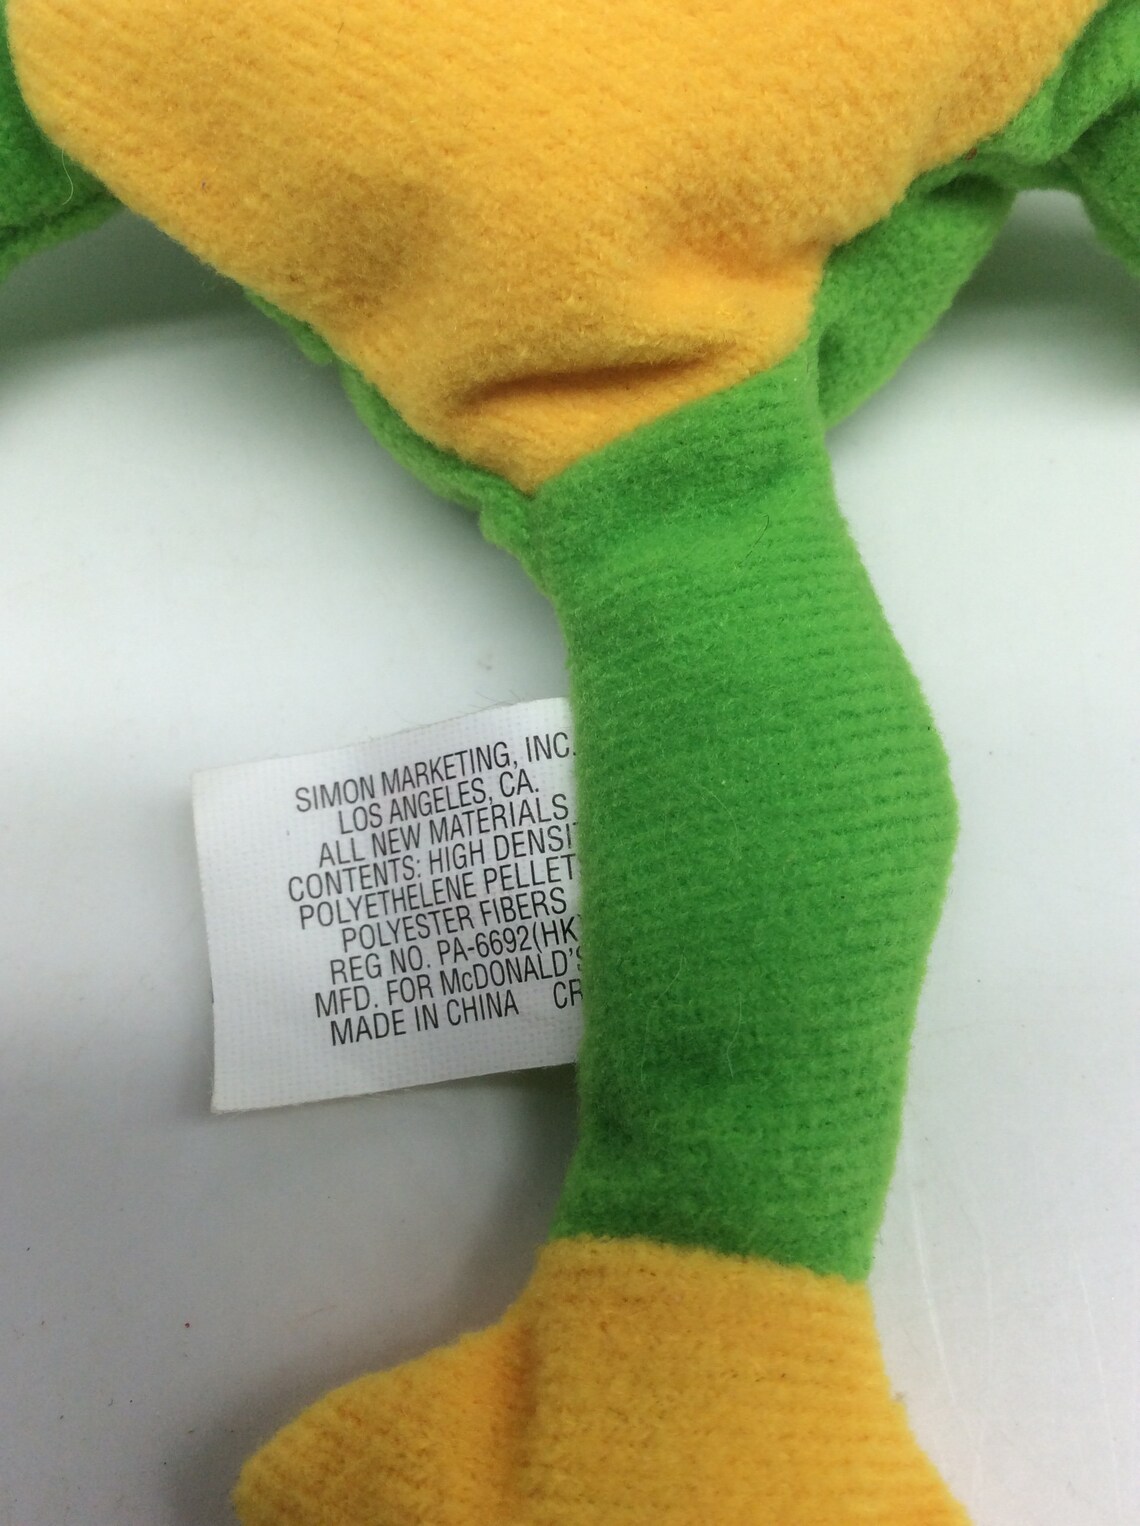 SIMON MARKETING, INC.
LOS ANGELES, CA.
ALL NEW MATERIALS
CONTENTS: HIGH DENSI
POLYETHELENE PELLET
POLYESTER FIBERS
REG NO. PA-6692(HK
MFD. FOR McDONALD'S
MADE IN CHINA CR